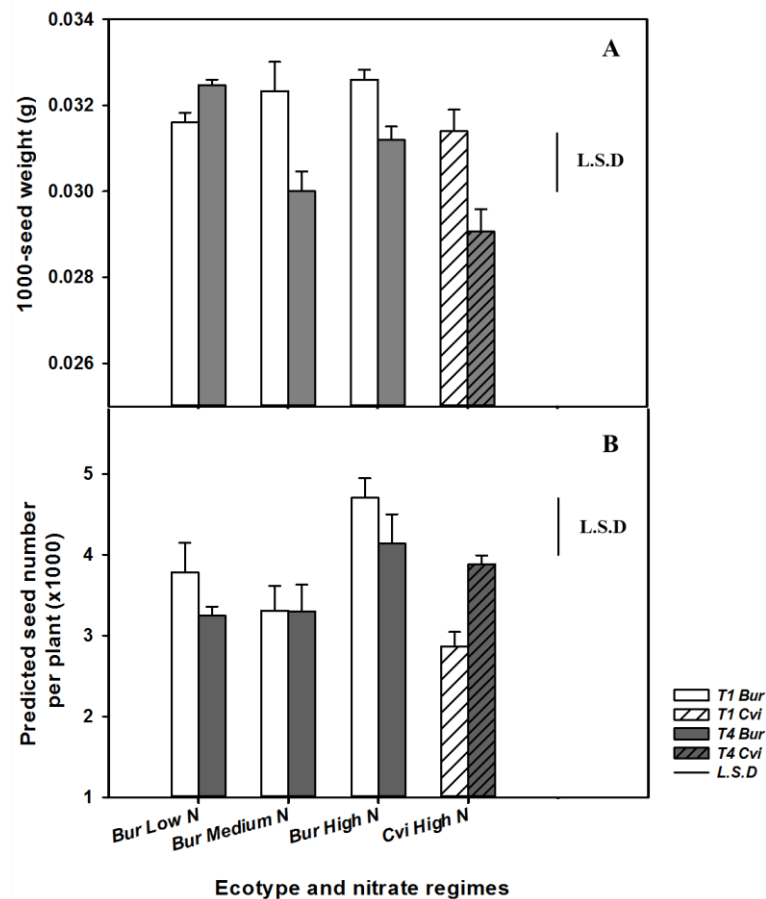 0.034
0.032
0.030
0.028
0.026
1000-seed weight (g)
A
L.S.D
5
4
3
2
1
Predicted seed number
per plant (x1000)
B
L.S.D
Bur Low N
Bur Medium N
Bur High N
Cvi High N
Ecotype and nitrate regimes
T1 Bur
T1 Cvi
T4 Bur
T4 Cvi
L.S.D